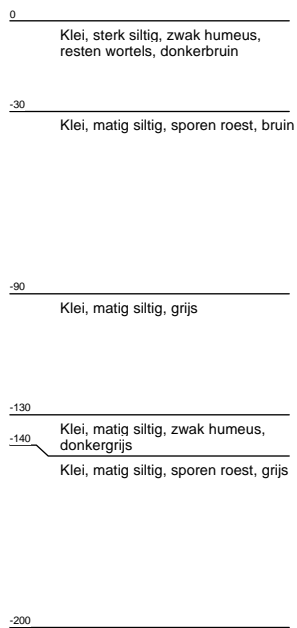 0
Klei, sterk siltig, zwak humeus,
resten wortels, donkerbruin
-30
Klei, matig siltig, sporen roest, bruin
-90
Klei, matig siltig, grijs
-130
Klei, matig siltig, zwak humeus,
donkergrijs
-140
Klei, matig siltig, sporen roest, grijs
-200